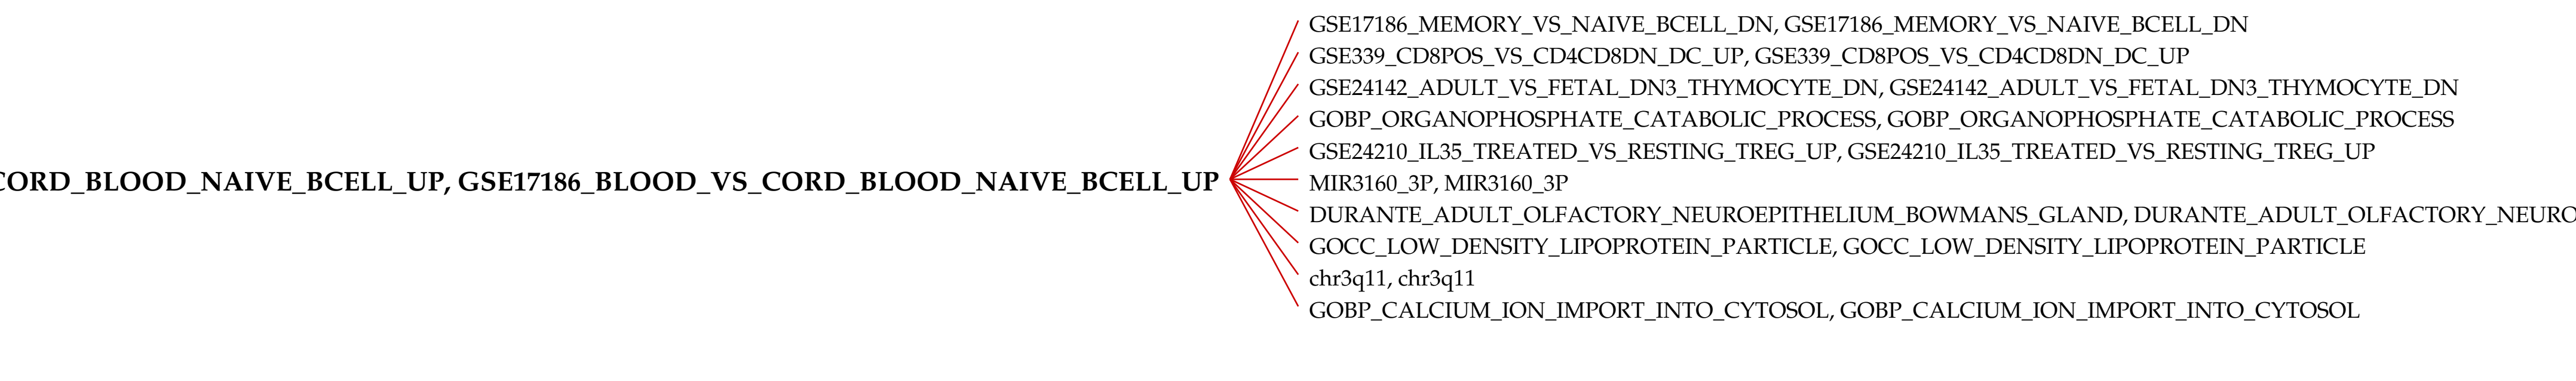 GSE17186_MEMORY_VS_NAIVE_BCELL_DN, GSE17186_MEMORY_VS_NAIVE_BCELL_DN
GSE339_CD8POS_VS_CD4CD8DN_DC_UP, GSE339_CD8POS_VS_CD4CD8DN_DC_UP
GSE24142_ADULT_VS_FETAL_DN3_THYMOCYTE_DN, GSE24142_ADULT_VS_FETAL_DN3_THYMOCYTE_DN
GOBP_ORGANOPHOSPHATE_CATABOLIC_PROCESS, GOBP_ORGANOPHOSPHATE_CATABOLIC_PROCESS
GSE24210_IL35_TREATED_VS_RESTING_TREG_UP, GSE24210_IL35_TREATED_VS_RESTING_TREG_UP
CORD_BLOOD_NAIVE_BCELL_UP, GSE17186_BLOOD_VS_CORD_BLOOD_NAIVE_BCELL_UP
MIR3160_3P, MIR3160_3P
DURANTE_ADULT_OLFACTORY_NEUROEPITHELIUM_BOWMANS_GLAND, DURANTE_ADULT_OLFACTORY_NEURO
GOCC_LOW_DENSITY_LIPOPROTEIN_PARTICLE, GOCC_LOW_DENSITY_LIPOPROTEIN_PARTICLE
chr3q11, chr3q11
GOBP_CALCIUM_ION_IMPORT_INTO_CYTOSOL, GOBP_CALCIUM_ION_IMPORT_INTO_CYTOSOL